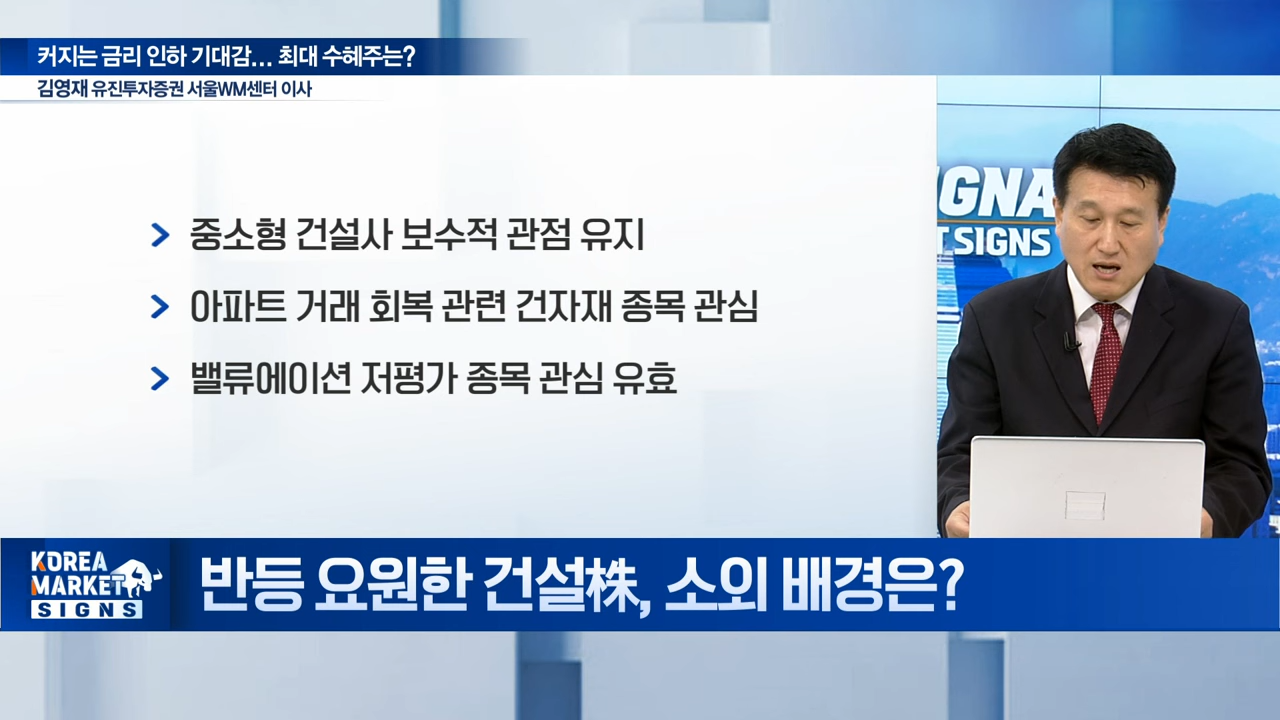 커지는 금리 인하 기대감... 최대 수혜주는?
김영재 유진투자증권 서울WM센터 이사
중소형 건설사 보수적 관점 유지
아파트 거래 회복 관련 건자재 종목 관심
밸류에이션 저평가 종목 관심 유효
IGNA
T SIGNS
KOREA
MARKET
SIGNS
반등 요원한 건설株, 소외 배경은?